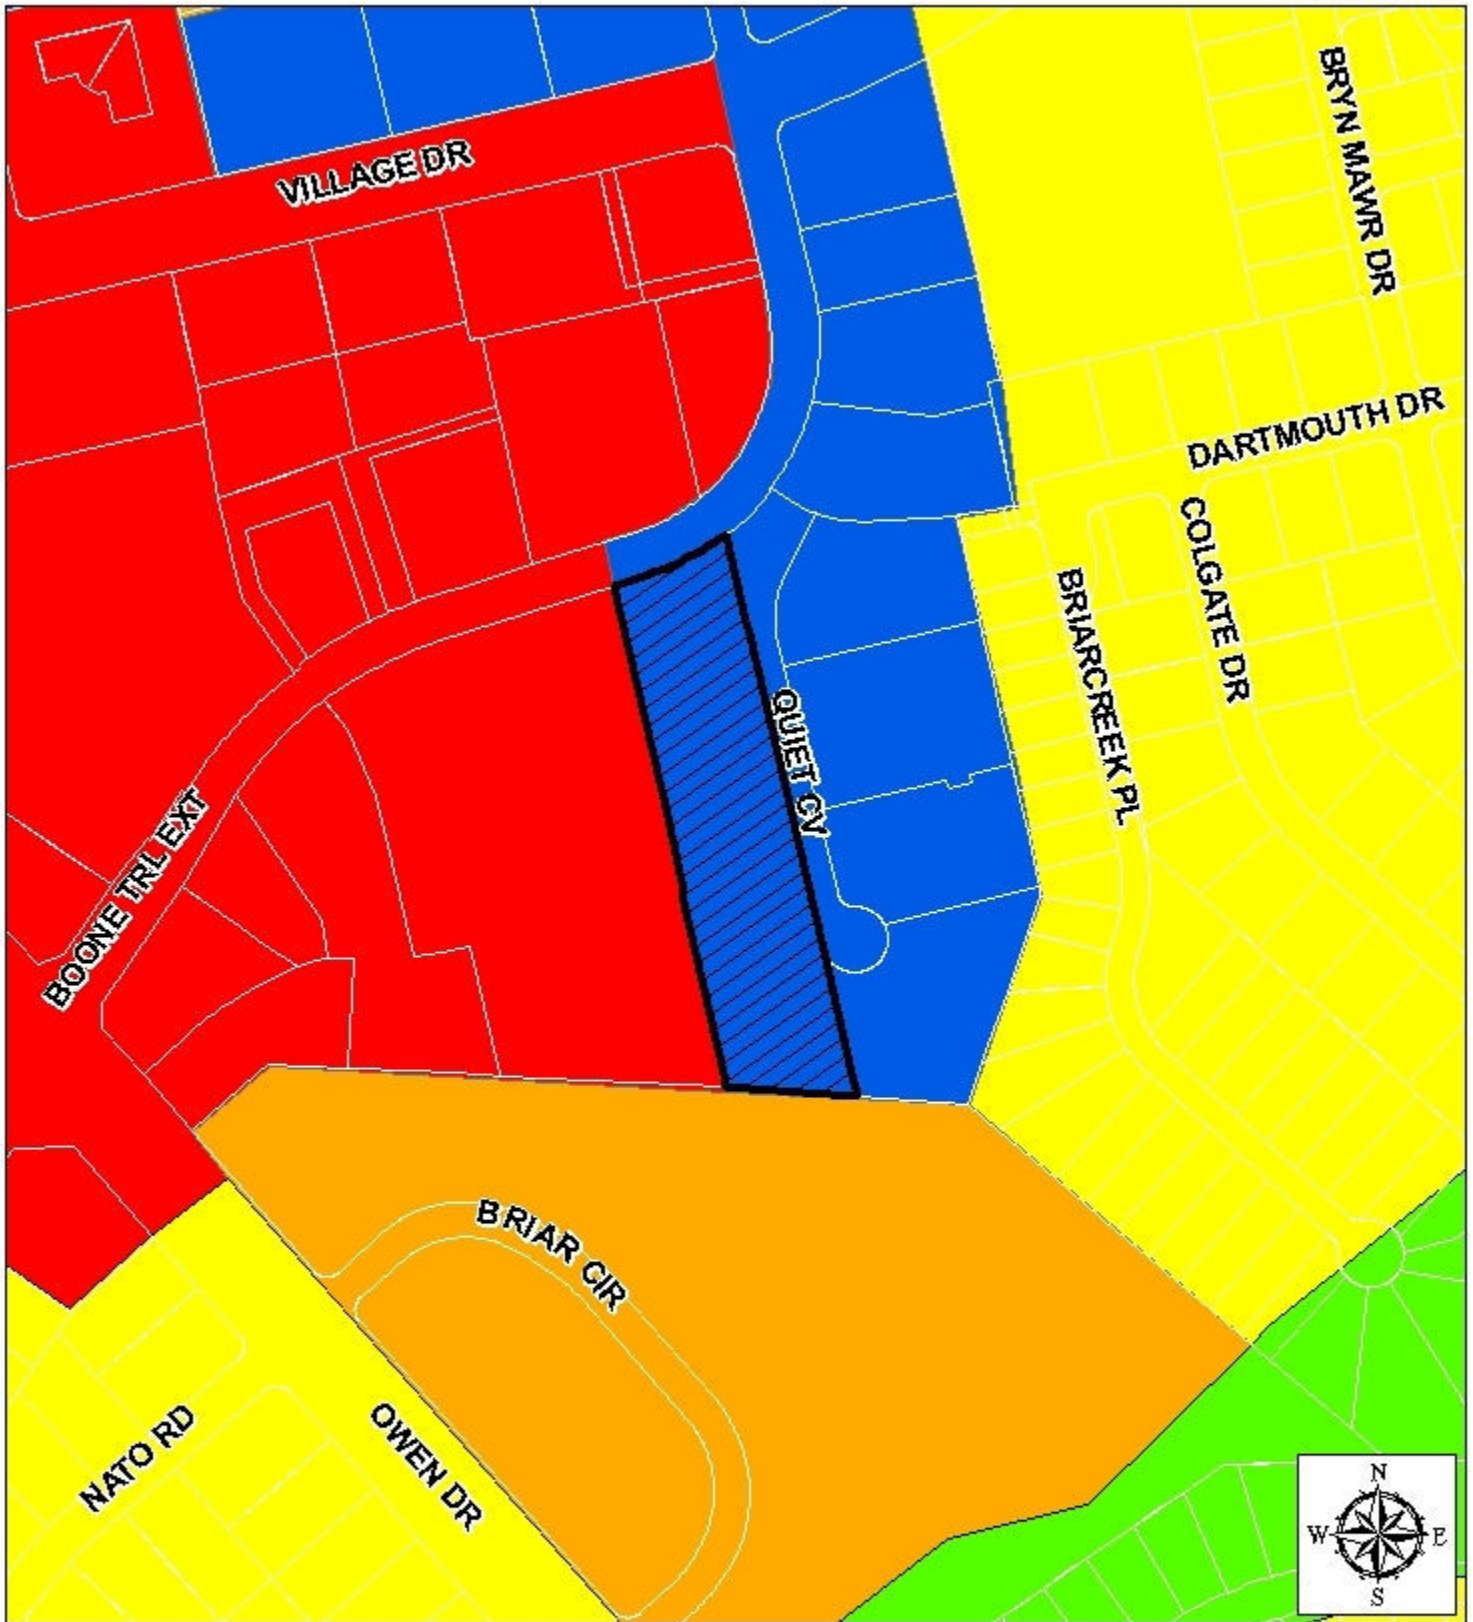 BRYN MAWR DR
VILLAGE DR
DARTMOUTH DR
COLGATE DR
BRIARCREEK PL
QUIET CV
BOONE TRL EXT
BRIAR CIR
NATO RD
OWEN DR
N
W E
S